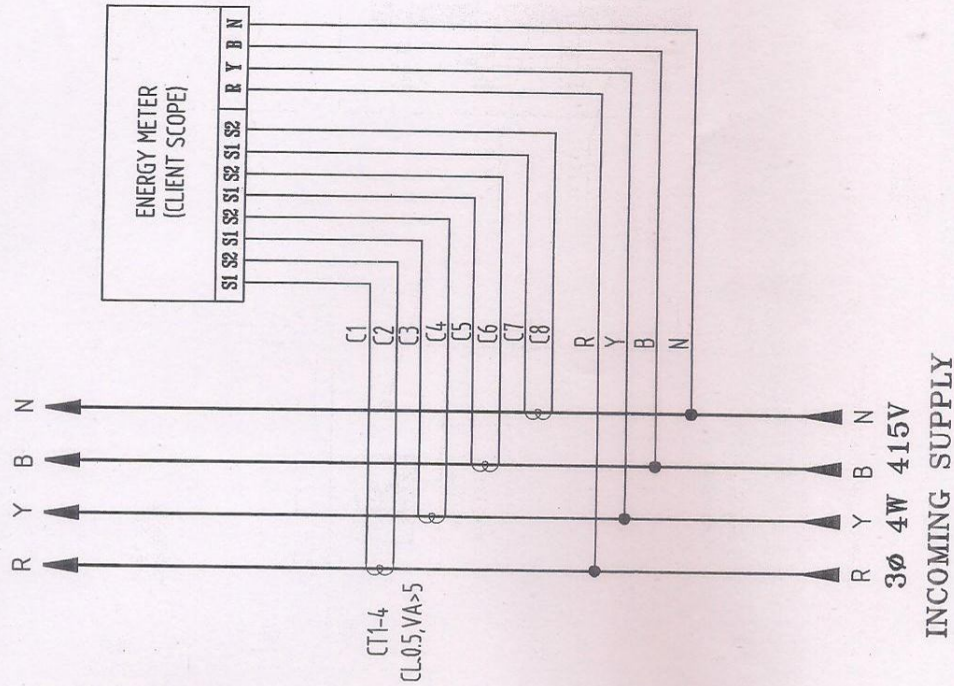 ENERGY METER
(CLIENT SCOPE)
S1 S2 S1 S2 S1 S2 S1 S2 R Y B N
N
B
Y
R
C1
C2
C3
C4
C5
C6
C7
C8
R
Y
B
N
CT1-4
CL.0.5,VA>5
R Y B N
3Ø 4W 415V
INCOMING SUPPLY